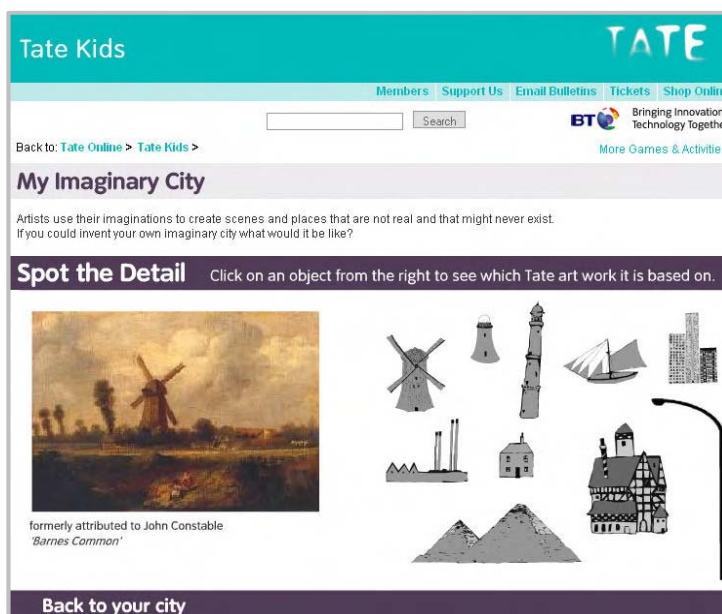 Tate Kids
TATE
Members Support Us Email Bulletins Tickets Shop Onlin
Search
BT
Bringing Innovation
Technology Togethe
Back to: Tate Online > Tate Kids >
More Games & Activitie
My Imaginary City
Artists use their imaginations to create scenes and places that are not real and that might never exist.
If you could invent your own imaginary city what would it be like?
Spot the Detail Click on an object from the right to see which Tate art work it is based on.
formerly attributed to John Constable
'Barnes Common'
Back to your city